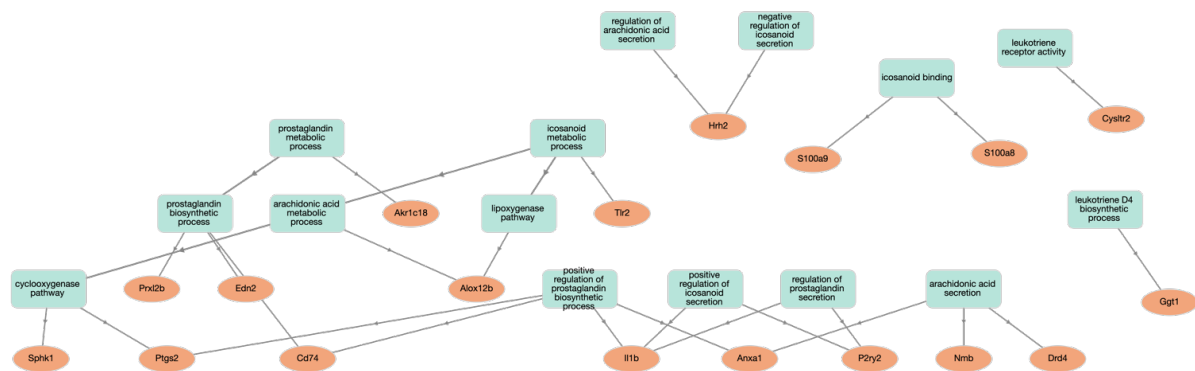 regulation of
arachidonic acid
secretion
negative
regulation of
icosanoid
secretion
leukotriene
receptor activity
icosanoid binding
Hrh2
Cysltr2
S100a9
S100a8
prostaglandin
metabolic
process
icosanoid
metabolic
process
prostaglandin
biosynthetic
process
arachidonic acid
metabolic
process
Akr1c18
lipoxygenase
pathway
Tlr2
leukotriene D4
biosynthetic
process
cyclooxygenase
pathway
Prxl2b
Edn2
Alox12b
positive
regulation of
prostaglandin
biosynthetic
process
positive
regulation of
icosanoid
secretion
regulation of
prostaglandin
secretion
arachidonic acid
secretion
Ggt1
Sphk1
Ptgs2
Cd74
Il1b
Anxa1
P2ry2
Nmb
Drd4